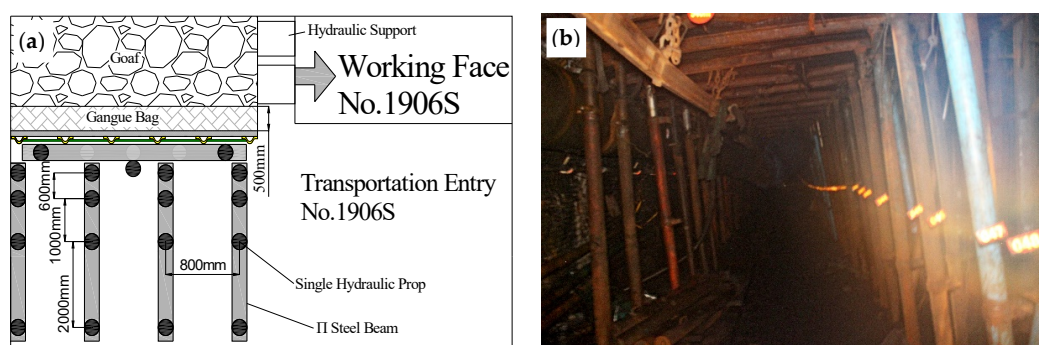 (a)
Goaf
Hydraulic Support
Working Face
No.1906S
Gangue Bag
500mm
600mm
1000mm
2000mm
800mm
Transportation Entry
No.1906S
Single Hydraulic Prop
Π Steel Beam
(b)